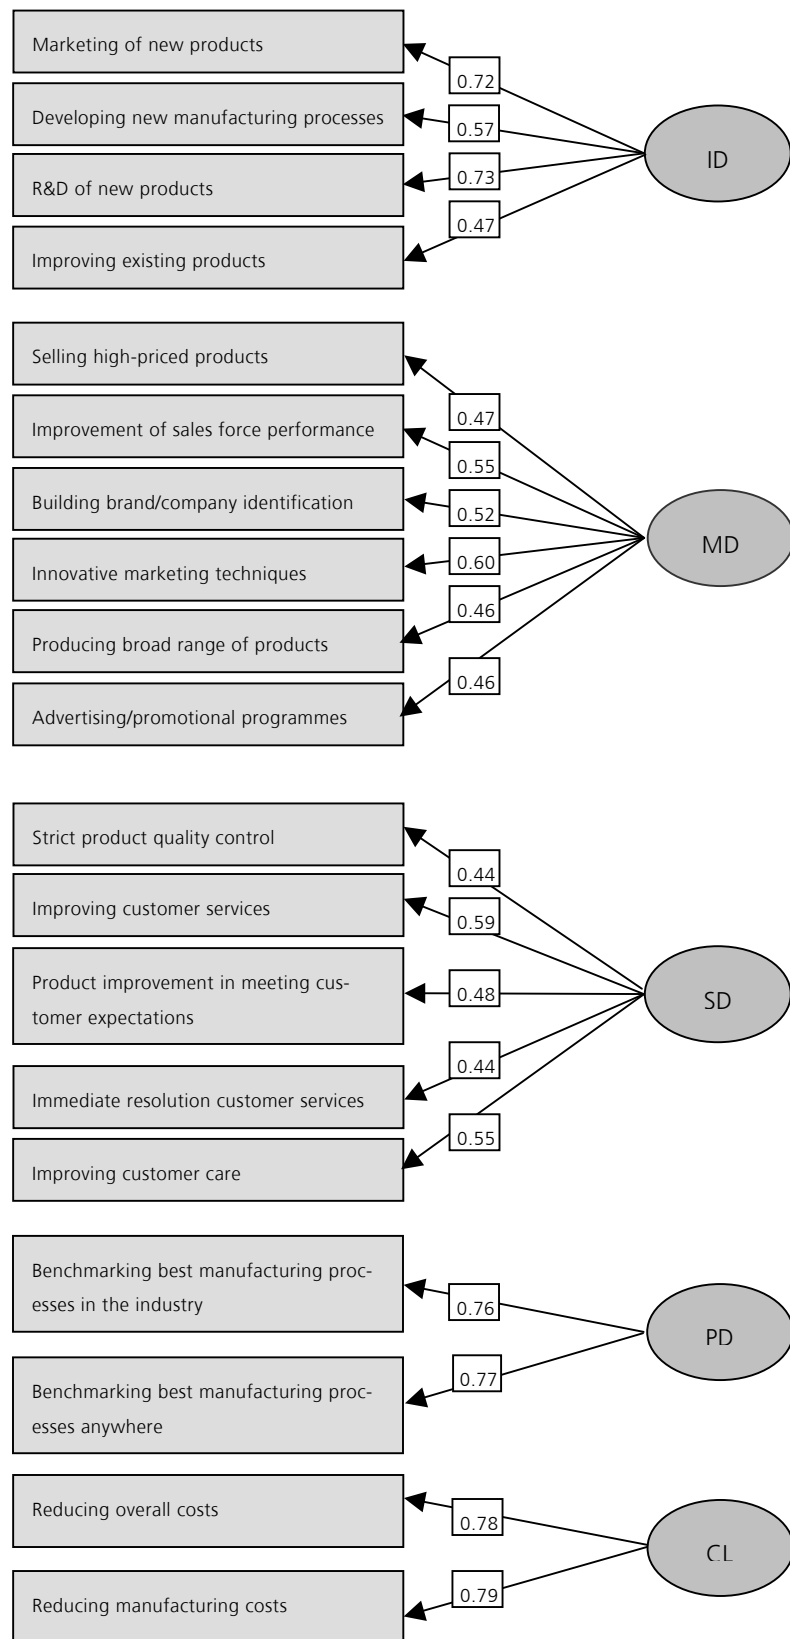 Marketing of new products
0.72
Developing new manufacturing processes
0.57
ID
R&D of new products
0.73
Improving existing products
0.47
Selling high-priced products
0.47
Improvement of sales force performance
0.55
Building brand/company identification
0.52
MD
Innovative marketing techniques
0.60
Producing broad range of products
0.46
Advertising/promotional programmes
0.46
Strict product quality control
0.44
Improving customer services
0.59
Product improvement in meeting cus-
tomer expectations
0.48
SD
Immediate resolution customer services
0.44
Improving customer care
0.55
Benchmarking best manufacturing proc-
esses in the industry
0.76
PD
Benchmarking best manufacturing proc-
esses anywhere
0.77
Reducing overall costs
0.78
CL
Reducing manufacturing costs
0.79